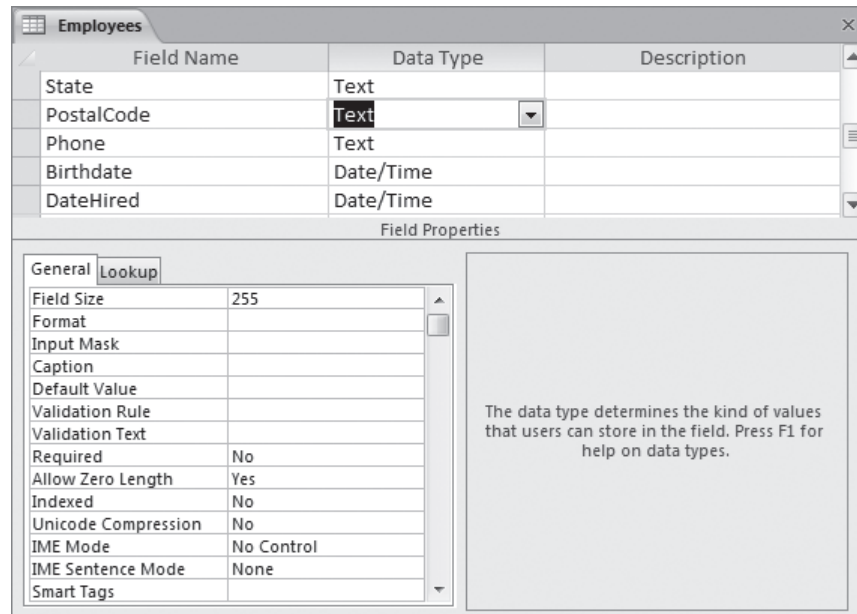 Employees
Field Name Data Type Description
State Text
PostalCode Text
Phone Text
Birthdate Date/Time
DateHired Date/Time
Field Properties
General Lookup
Field Size 255
Format
Input Mask
Caption
Default Value
Validation Rule
Validation Text
Required No
Allow Zero Length Yes
Indexed No
Unicode Compression No
IME Mode No Control
IME Sentence Mode None
Smart Tags
The data type determines the kind of values
that users can store in the field. Press F1 for
help on data types.